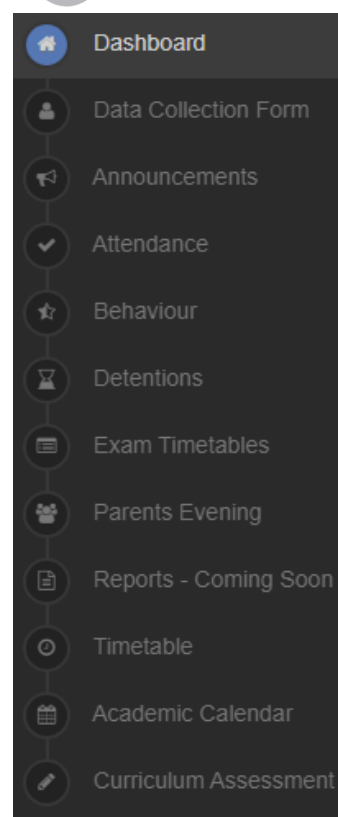 Dashboard
Data Collection Form
Announcements
Attendance
Behaviour
Detentions
Exam Timetables
Parents Evening
Reports - Coming Soon
Timetable
Academic Calendar
Curriculum Assessment